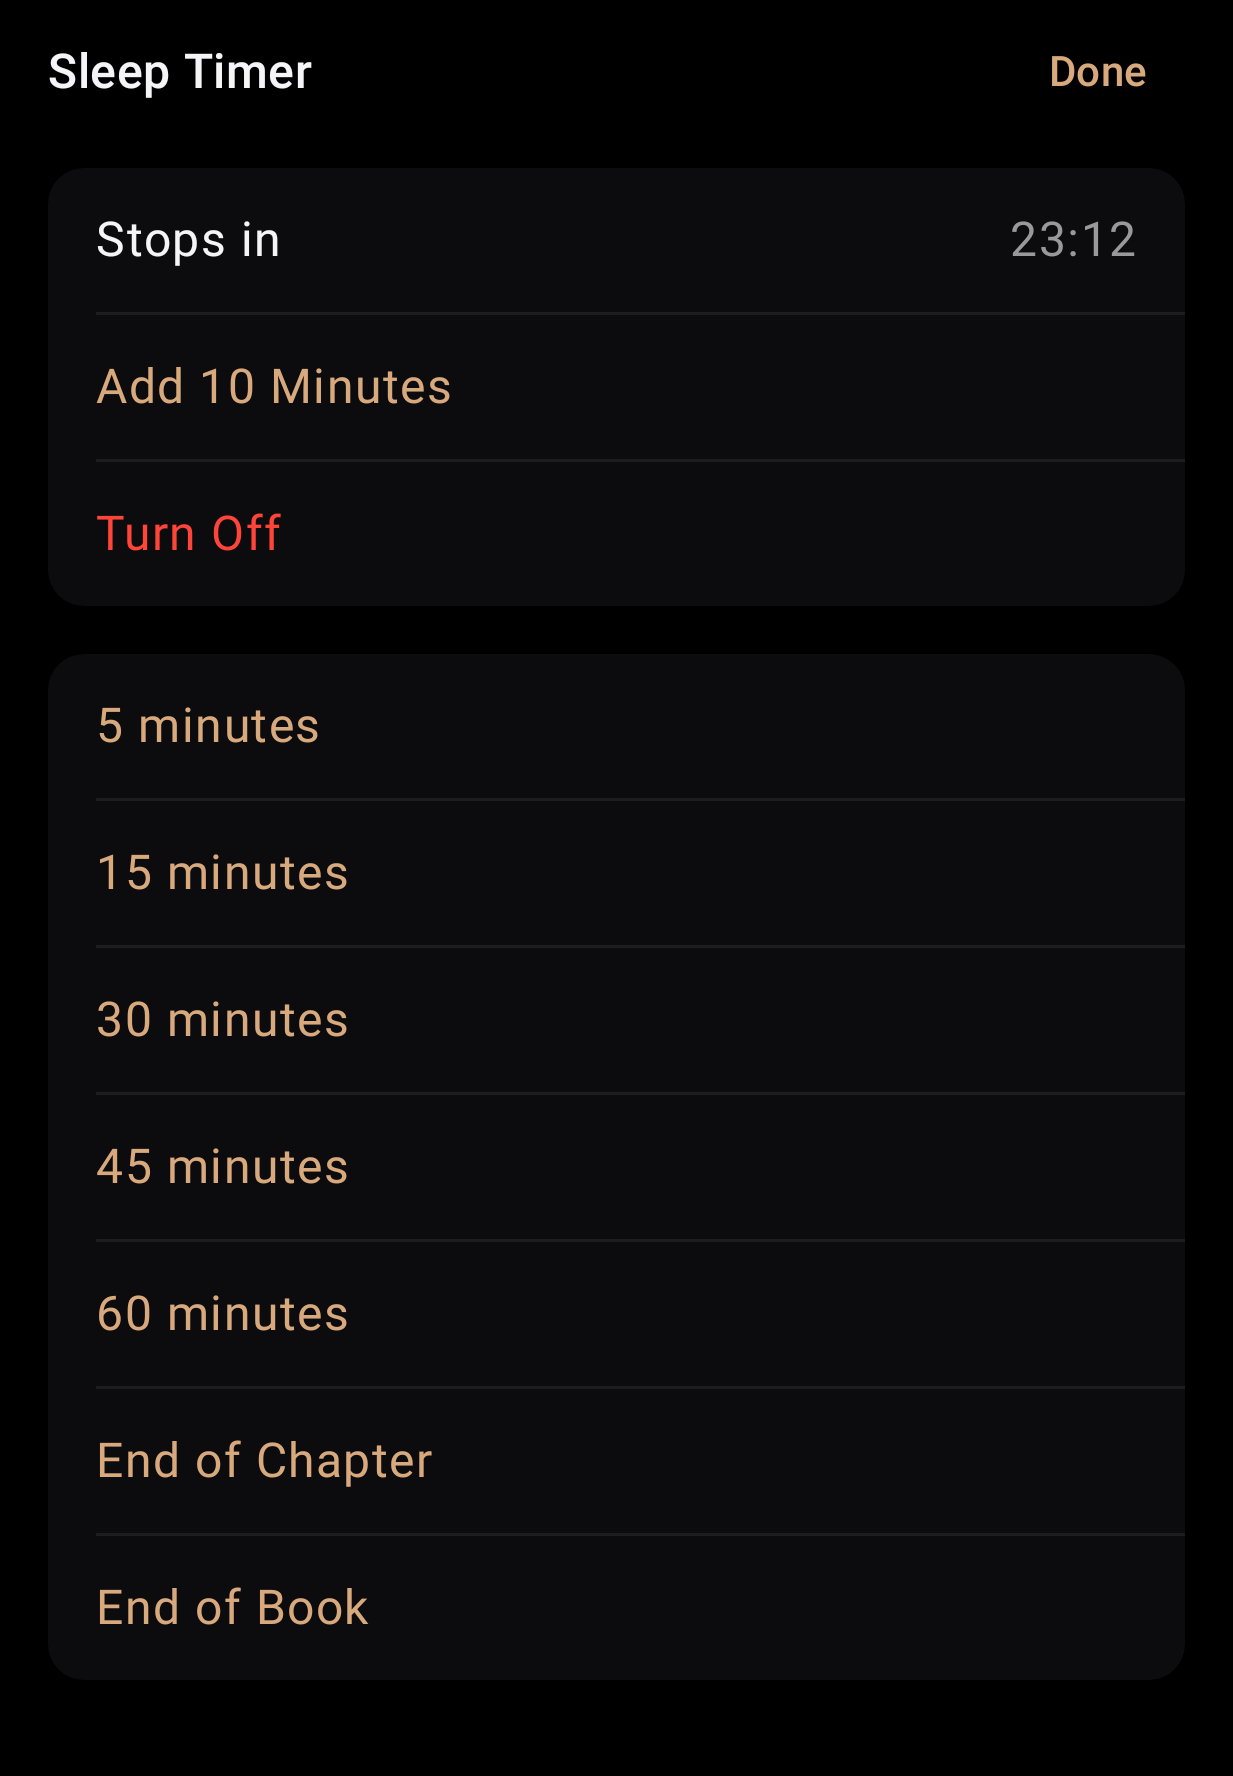 Sleep Timer
Done
Stops in
23:12
Add 10 Minutes
Turn Off
5 minutes
15 minutes
30 minutes
45 minutes
60 minutes
End of Chapter
End of Book